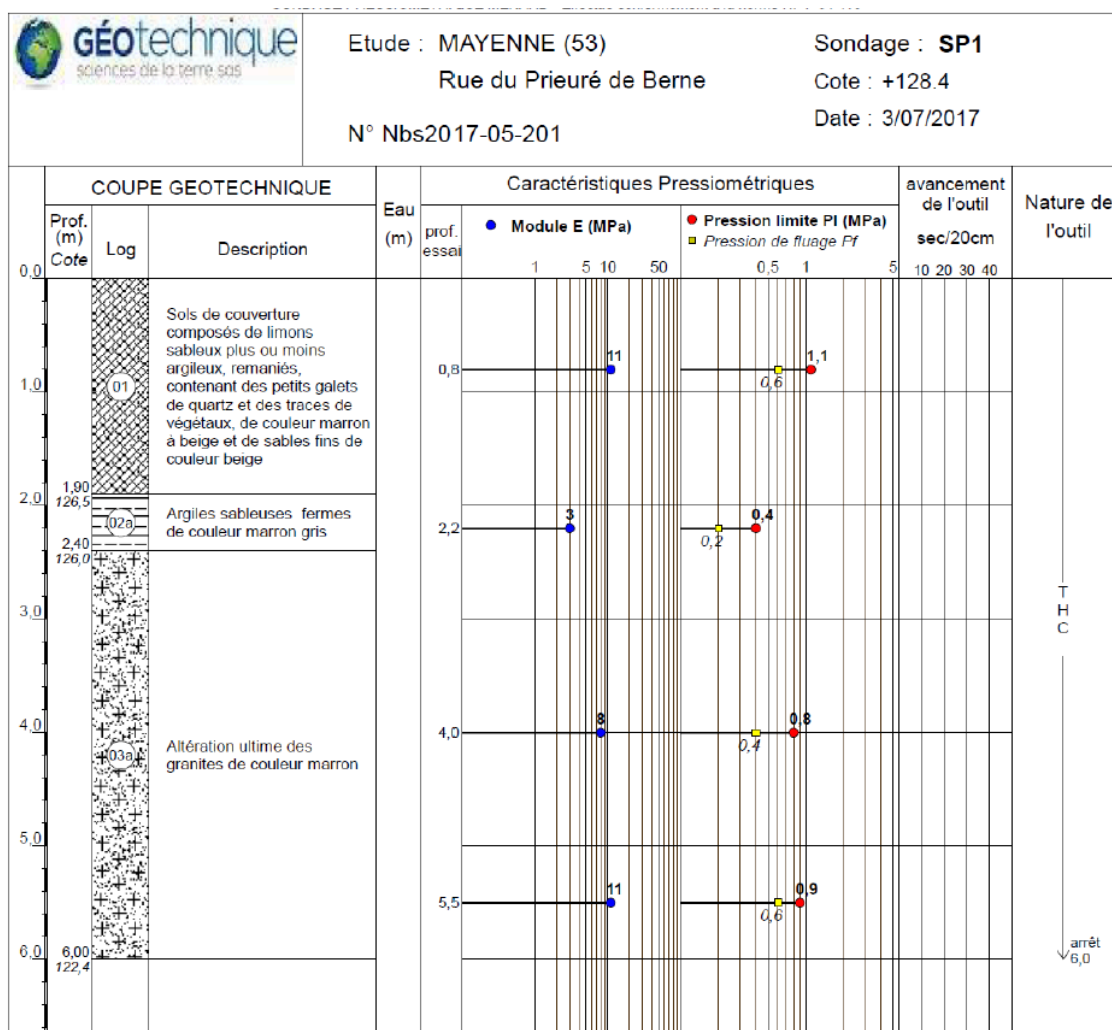 GÉOtechnique
sciences de la terre sas
Etude : MAYENNE (53)
Rue du Prieuré de Berne
N° Nbs2017-05-201
Sondage : SP1
Cote : +128.4
Date : 3/07/2017
COUPE GEOTECHNIQUE
Prof.
(m)
Cote
Log
Description
Eau
(m)
Caractéristiques Pressiométriques
prof.
essai
Module E (MPa)
1 5 10 50
Pression limite Pl (MPa)
Pression de fluage Pf
0,5 1 5
avancement
de l'outil
sec/20cm
10 20 30 40
Nature de
l'outil
0,0
Sols de couverture
composés de limons
sableux plus ou moins
argileux, remaniés,
contenant des petits galets
de quartz et des traces de
végétaux, de couleur marron
à beige et de sables fins de
couleur beige
01
0,8
11
1,1
0,6
1,0
1,90
126,5
2,0
02a
Argiles sableuses fermes
de couleur marron gris
2,2
3
0,4
0,2
2,40
126,0
3,0
T
H
C
4,0
03a
Altération ultime des
granites de couleur marron
4,0
8
0,8
0,4
5,0
5,5
11
0,9
0,6
6,0
6,00
122,4
arrêt
6,0